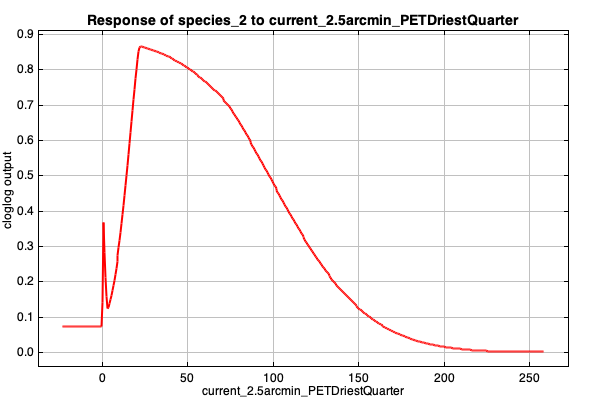 Response of species_2 to current_2.5arcmin_PETDriestQuarter
0.9
0.8
0.7
0.6
0.5
0.4
0.3
0.2
0.1
0.0
cloglog output
0 50 100 150 200 250
current_2.5arcmin_PETDriestQuarter